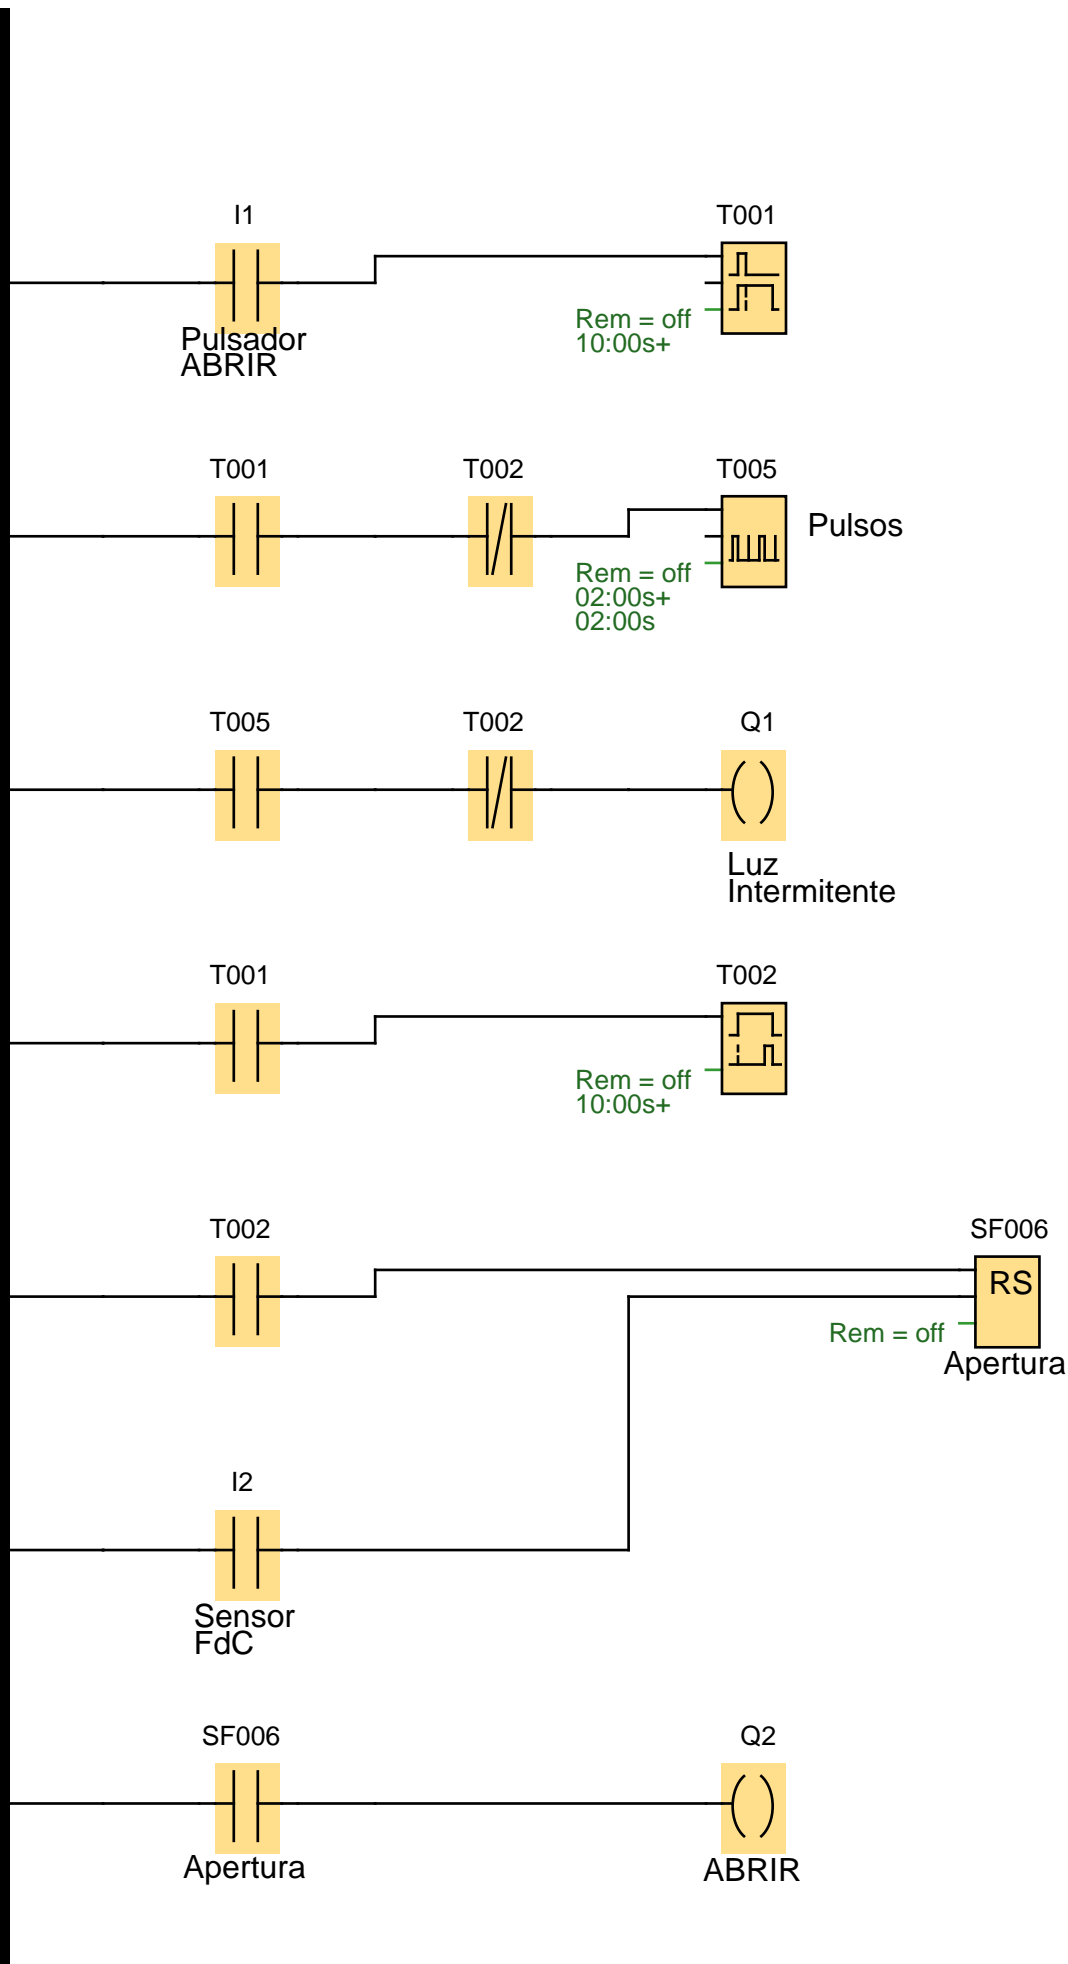 I1
T001
Rem = off
10:00s+
Pulsador
ABRIR
T001
T002
T005
Pulsos
Rem = off
02:00s+
02:00s
T005
T002
Q1
Luz
Intermitente
T001
T002
Rem = off
10:00s+
T002
SF006
RS
Rem = off
Apertura
I2
Sensor
FdC
SF006
Q2
Apertura
ABRIR